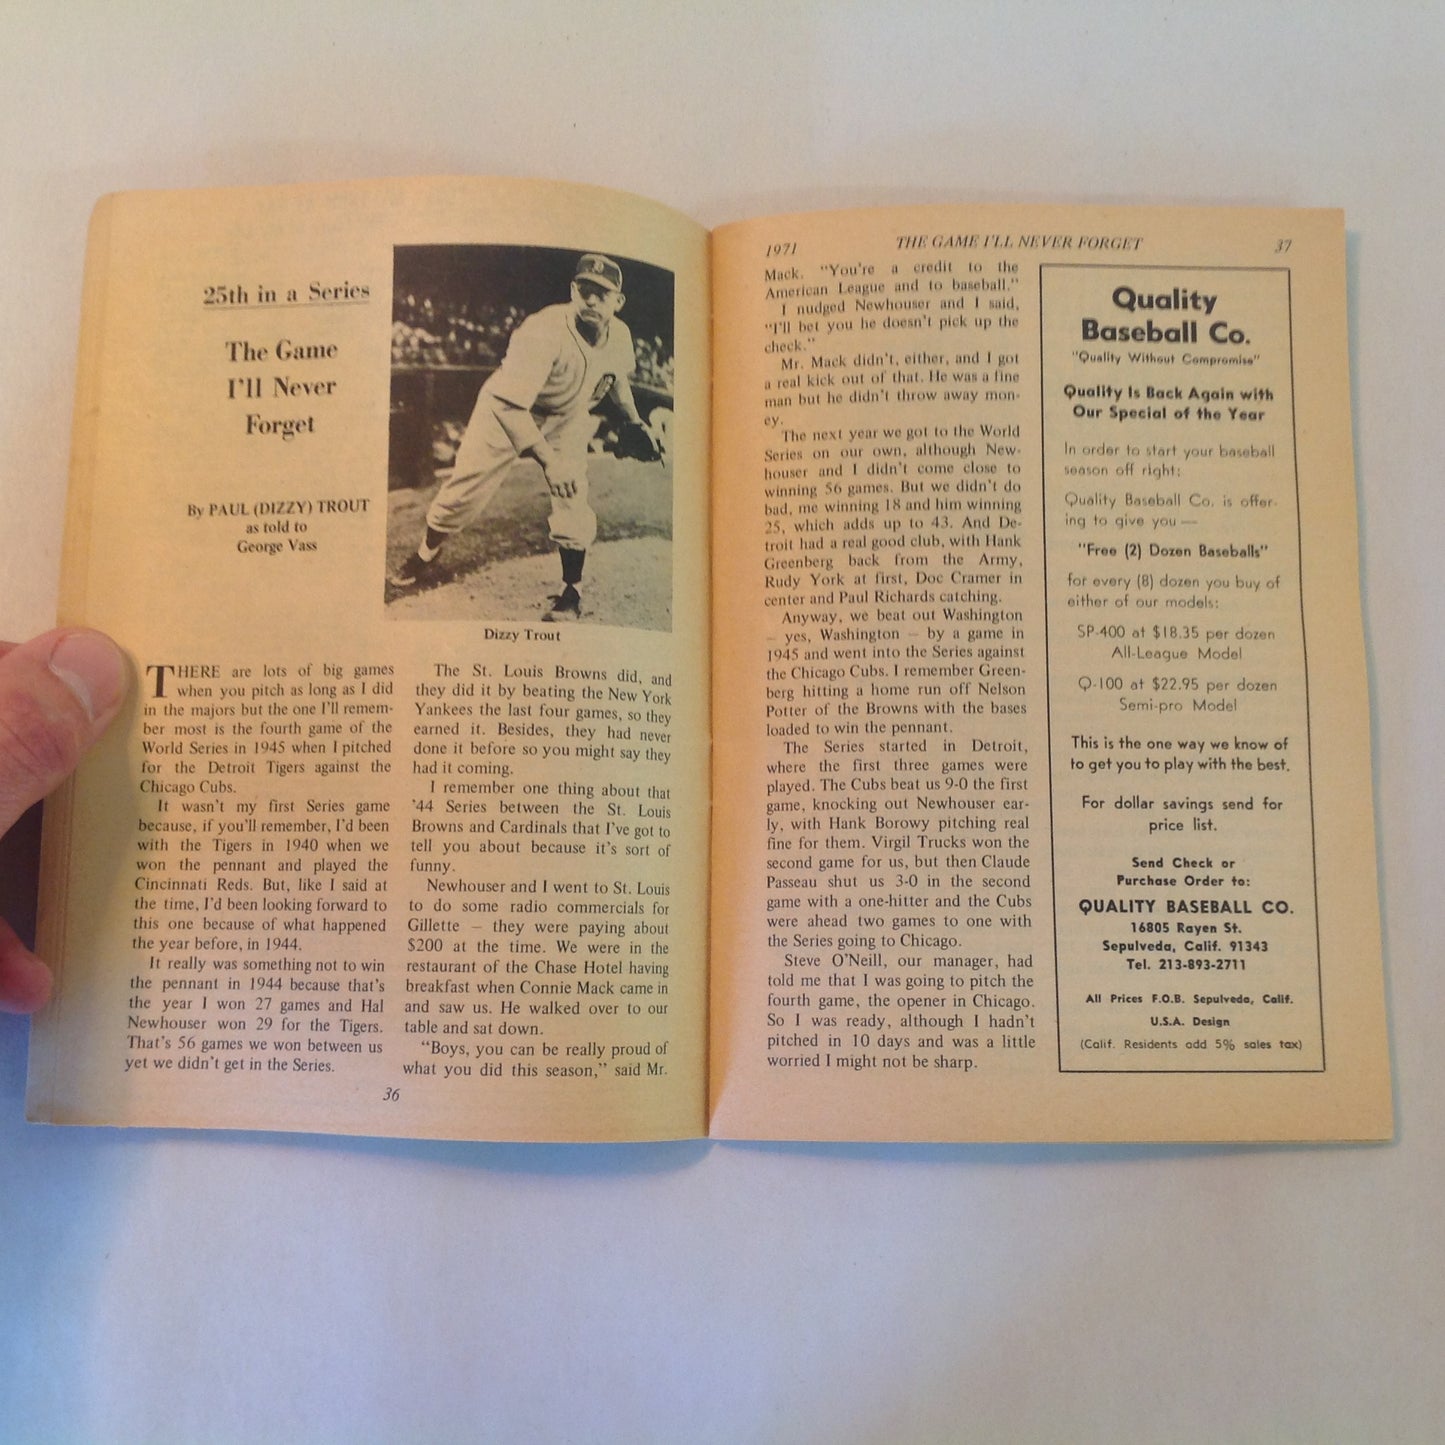 25th in a Series
The Game
I'll Never
Forget
By PAUL (DIZZY) TROUT
as told to
George Vass
Dizzy Trout
THERE are lots of big games
when you pitch as long as I did
in the majors but the one I'll remem-
ber most is the fourth game of the
World Series in 1945 when I pitched
for the Detroit Tigers against the
Chicago Cubs.
It wasn't my first Series game
because, if you'll remember, I'd been
with the Tigers in 1940 when we
won the pennant and played the
Cincinnati Reds. But, like I said at
the time, I'd been looking forward to
this one because of what happened
the year before, in 1944.
It really was something not to win
the pennant in 1944 because that's
the year I won 27 games and Hal
Newhouser won 29 for the Tigers.
That's 56 games we won between us
yet we didn't get in the Series.
The St. Louis Browns did, and
they did it by beating the New York
Yankees the last four games, so they
earned it. Besides, they had never
done it before so you might say they
had it coming.
I remember one thing about that
'44 Series between the St. Louis
Browns and Cardinals that I've got to
tell you about because it's sort of
funny.
Newhouser and I went to St. Louis
to do some radio commercials for
Gillette — they were paying about
$200 at the time. We were in the
restaurant of the Chase Hotel having
breakfast when Connie Mack came in
and saw us. He walked over to our
table and sat down.
"Boys, you can be really proud of
what you did this season," said Mr.
36
1971
THE GAME I'LL NEVER FORGET
37
Mack. "You're a credit to the
American League and to baseball."
I nudged Newhouser and I said,
"I'll bet you he doesn't pick up the
check."
Mr. Mack didn't, either, and I got
a real kick out of that. He was a fine
man but he didn't throw away mon-
ey.
The next year we got to the World
Series on our own, although New-
houser and I didn't come close to
winning 56 games. But we didn't do
bad, me winning 18 and him winning
25, which adds up to 43. And De-
troit had a real good club, with Hank
Greenberg back from the Army,
Rudy York at first, Doc Cramer in
center and Paul Richards catching.
Anyway, we beat out Washington
— yes, Washington — by a game in
1945 and went into the Series against
the Chicago Cubs. I remember Green-
berg hitting a home run off Nelson
Potter of the Browns with the bases
loaded to win the pennant.
The Series started in Detroit,
where the first three games were
played. The Cubs beat us 9-0 the first
game, knocking out Newhouser ear-
ly, with Hank Borowy pitching real
fine for them. Virgil Trucks won the
second game for us, but then Claude
Passeau shut us 3-0 in the second
game with a one-hitter and the Cubs
were ahead two games to one with
the Series going to Chicago.
Steve O'Neill, our manager, had
told me that I was going to pitch the
fourth game, the opener in Chicago.
So I was ready, although I hadn't
pitched in 10 days and was a little
worried I might not be sharp.
Quality
Baseball Co.
"Quality Without Compromise"
Quality Is Back Again with
Our Special of the Year
In order to start your baseball
season off right:
Quality Baseball Co. is offer-
ing to give you —
"Free (2) Dozen Baseballs"
for every (8) dozen you buy of
either of our models:
SP-400 at $18.35 per dozen
All-League Model
Q-100 at $22.95 per dozen
Semi-pro Model
This is the one way we know of
to get you to play with the best.
For dollar savings send for
price list.
Send Check or
Purchase Order to:
QUALITY BASEBALL CO.
16805 Rayen St.
Sepulveda, Calif. 91343
Tel. 213-893-2711
All Prices F.O.B. Sepulveda, Calif.
U.S.A. Design
(Calif. Residents add 5% sales tax)